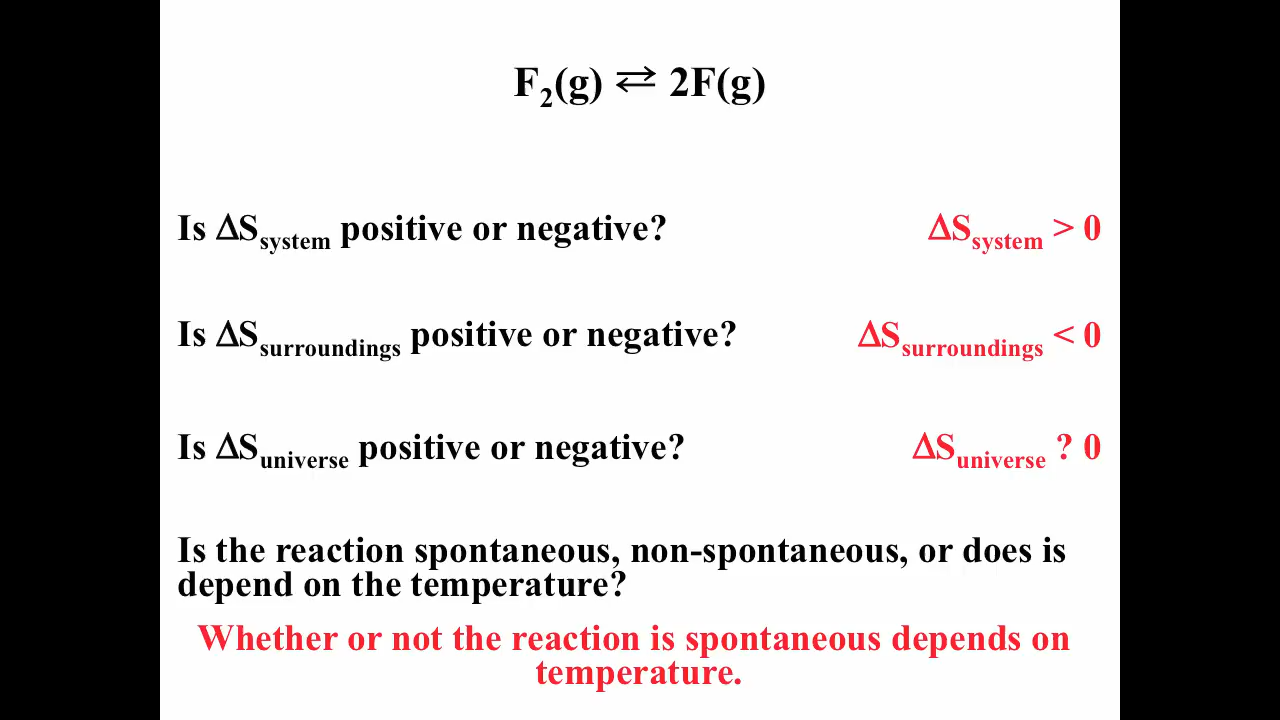 F₂(g) ⇄ 2F(g)
Is ΔSsystem positive or negative? ΔSsystem > 0
Is ΔSsurroundings positive or negative? ΔSsurroundings < 0
Is ΔSuniverse positive or negative? ΔSuniverse ? 0
Is the reaction spontaneous, non-spontaneous, or does is
depend on the temperature?
Whether or not the reaction is spontaneous depends on
temperature.